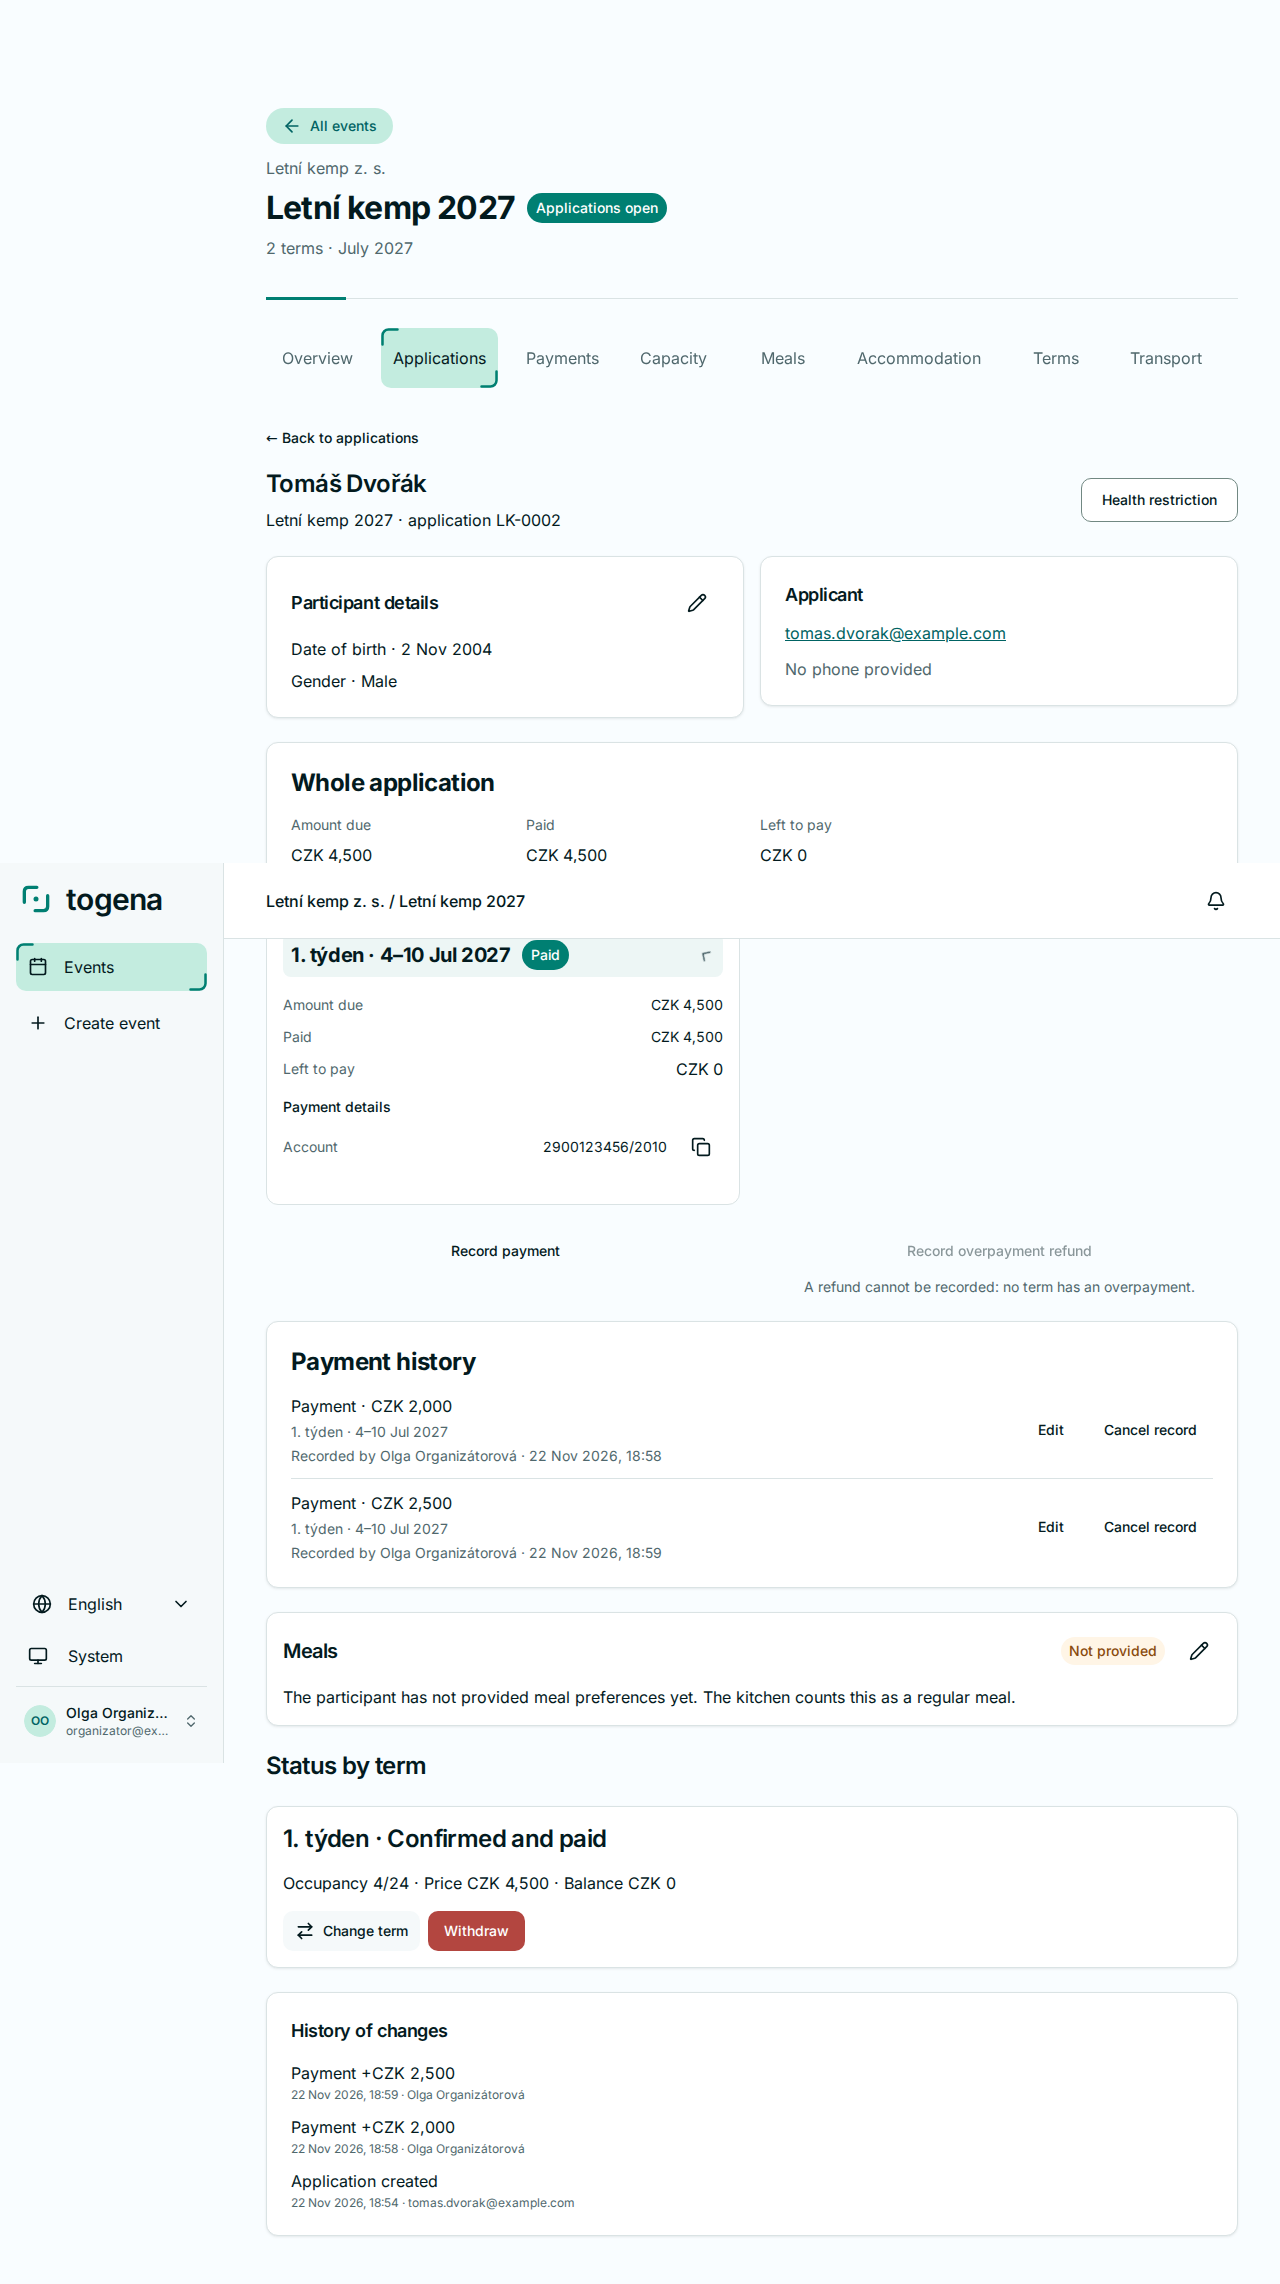 All events
Letní kemp z. s.
Letní kemp 2027 Applications open
2 terms · July 2027
Overview Applications Payments Capacity Meals Accommodation Terms Transport
← Back to applications
Tomáš Dvořák
Letní kemp 2027 · application LK-0002
Health restriction
Participant details
Date of birth · 2 Nov 2004
Gender · Male
Applicant
tomas.dvorak@example.com
No phone provided
Whole application
Amount due Paid Left to pay
CZK 4,500 CZK 4,500 CZK 0
togena
Letní kemp z. s. / Letní kemp 2027
Events
Create event
English
System
OO
Olga Organiz...
organizator@ex...
1. týden · 4–10 Jul 2027 Paid
Amount due CZK 4,500
Paid CZK 4,500
Left to pay CZK 0
Payment details
Account 2900123456/2010
Record payment
Record overpayment refund
A refund cannot be recorded: no term has an overpayment.
Payment history
Payment · CZK 2,000
1. týden · 4–10 Jul 2027
Recorded by Olga Organizátorová · 22 Nov 2026, 18:58
Edit Cancel record
Payment · CZK 2,500
1. týden · 4–10 Jul 2027
Recorded by Olga Organizátorová · 22 Nov 2026, 18:59
Edit Cancel record
Meals Not provided
The participant has not provided meal preferences yet. The kitchen counts this as a regular meal.
Status by term
1. týden · Confirmed and paid
Occupancy 4/24 · Price CZK 4,500 · Balance CZK 0
Change term Withdraw
History of changes
Payment +CZK 2,500
22 Nov 2026, 18:59 · Olga Organizátorová
Payment +CZK 2,000
22 Nov 2026, 18:58 · Olga Organizátorová
Application created
22 Nov 2026, 18:54 · tomas.dvorak@example.com